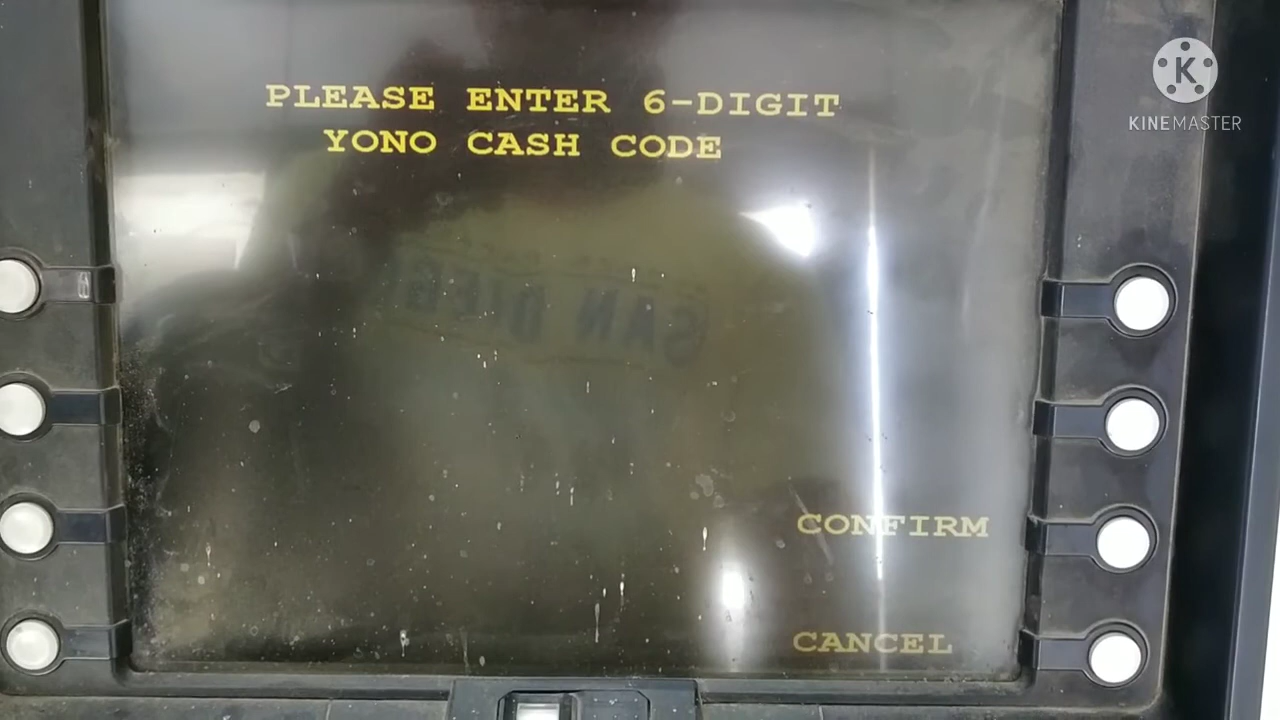 PLEASE ENTER 6-DIGIT
YONO CASH CODE
CONFIRM
CANCEL
K
KINEMASTER